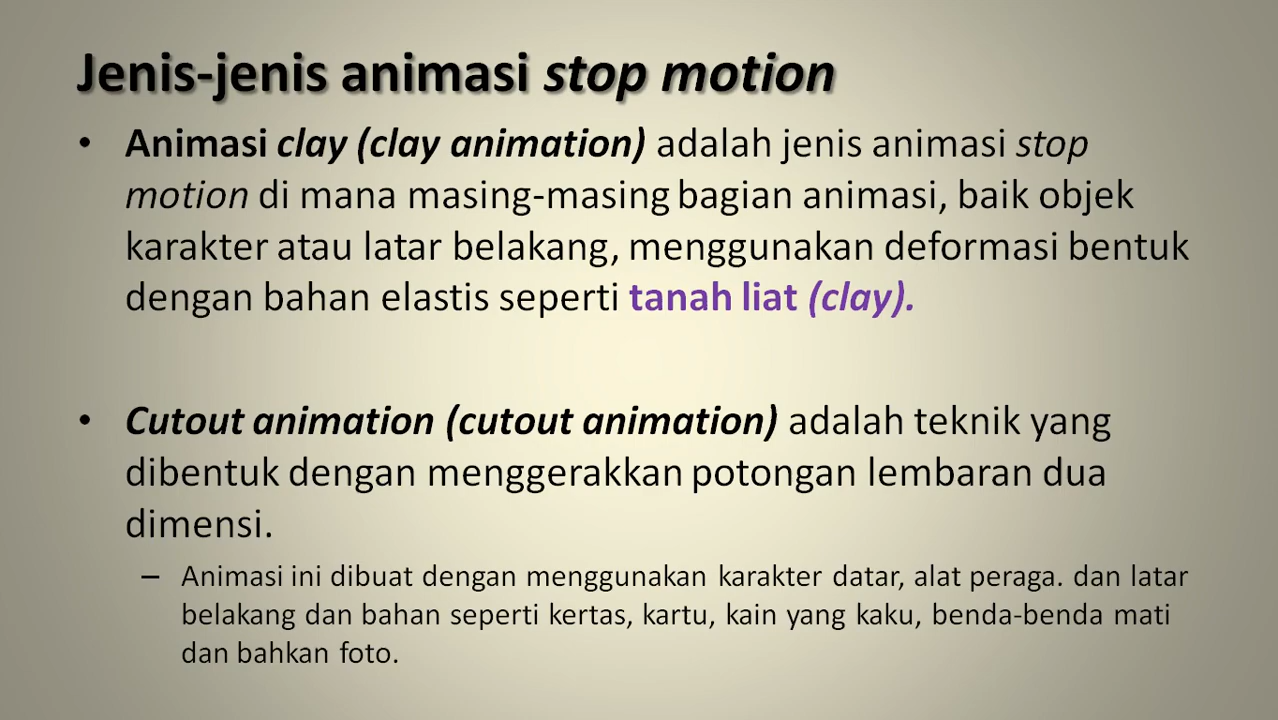 Jenis-jenis animasi stop motion
• Animasi clay (clay animation) adalah jenis animasi stop
motion di mana masing-masing bagian animasi, baik objek
karakter atau latar belakang, menggunakan deformasi bentuk
dengan bahan elastis seperti tanah liat (clay).
• Cutout animation (cutout animation) adalah teknik yang
dibentuk dengan menggerakkan potongan lembaran dua
dimensi.
– Animasi ini dibuat dengan menggunakan karakter datar, alat peraga. dan latar
belakang dan bahan seperti kertas, kartu, kain yang kaku, benda-benda mati
dan bahkan foto.